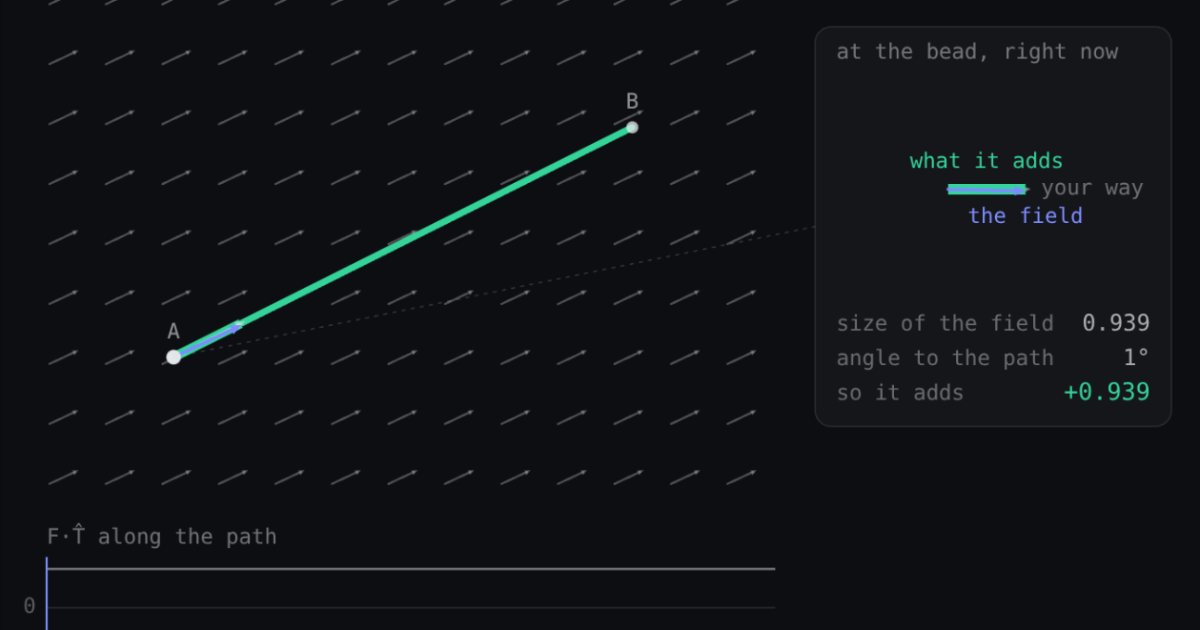 at the bead, right now
B
what it adds
your way
the field
A
size of the field 0.939
angle to the path 1°
so it adds +0.939
F·T̂ along the path
0